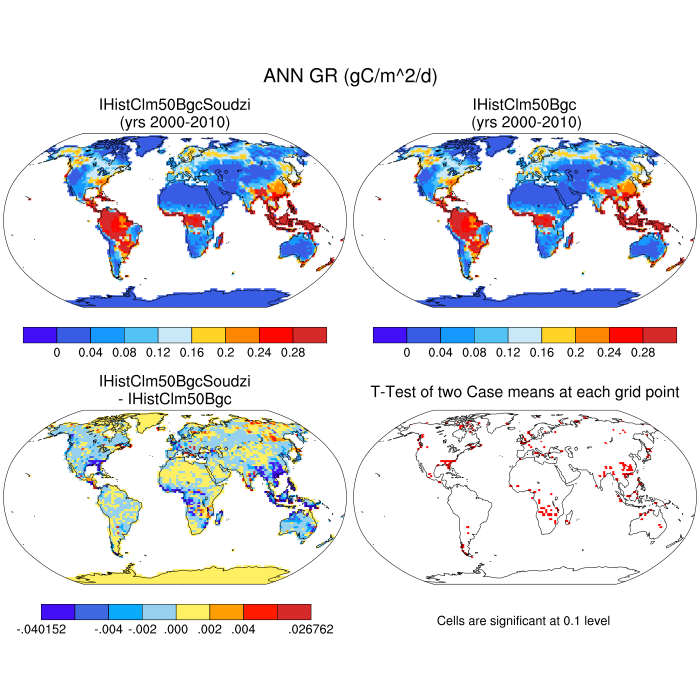 ANN GR (gC/m^2/d)
IHistClm50BgcSoudzi
(yrs 2000-2010)
IHistClm50Bgc
(yrs 2000-2010)
0 0.04 0.08 0.12 0.16 0.2 0.24 0.28
0 0.04 0.08 0.12 0.16 0.2 0.24 0.28
IHistClm50BgcSoudzi
- IHistClm50Bgc
T-Test of two Case means at each grid point
-.040152 -.004 -.002 .000 .002 .004 .026762
Cells are significant at 0.1 level